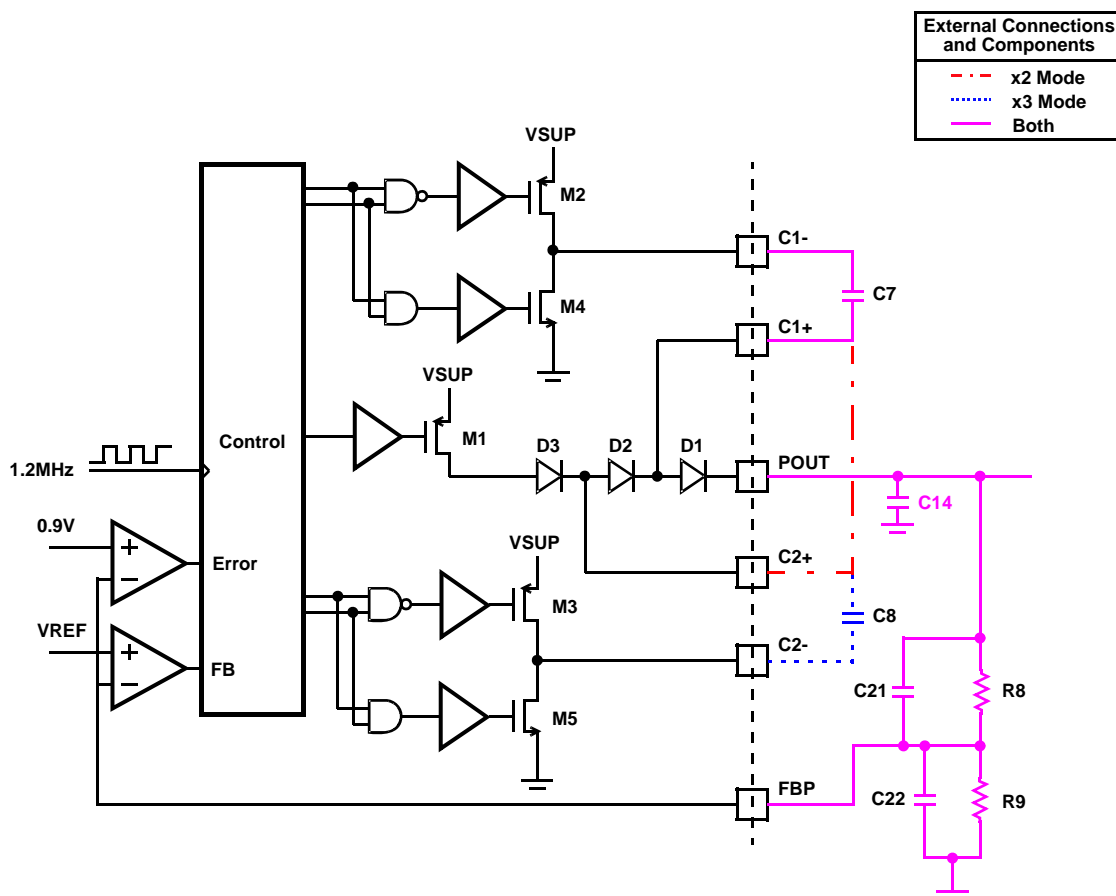 External Connections
and Components
x2 Mode
x3 Mode
Both
VSUP
M2
C1-
C7
M4
C1+
VSUP
M1
Control
D3
D2
D1
POUT
1.2MHz
C14
0.9V
VSUP
C2+
Error
M3
C8
VREF
C2-
FB
C21
R8
M5
FBP
C22
R9
+
−
+
−